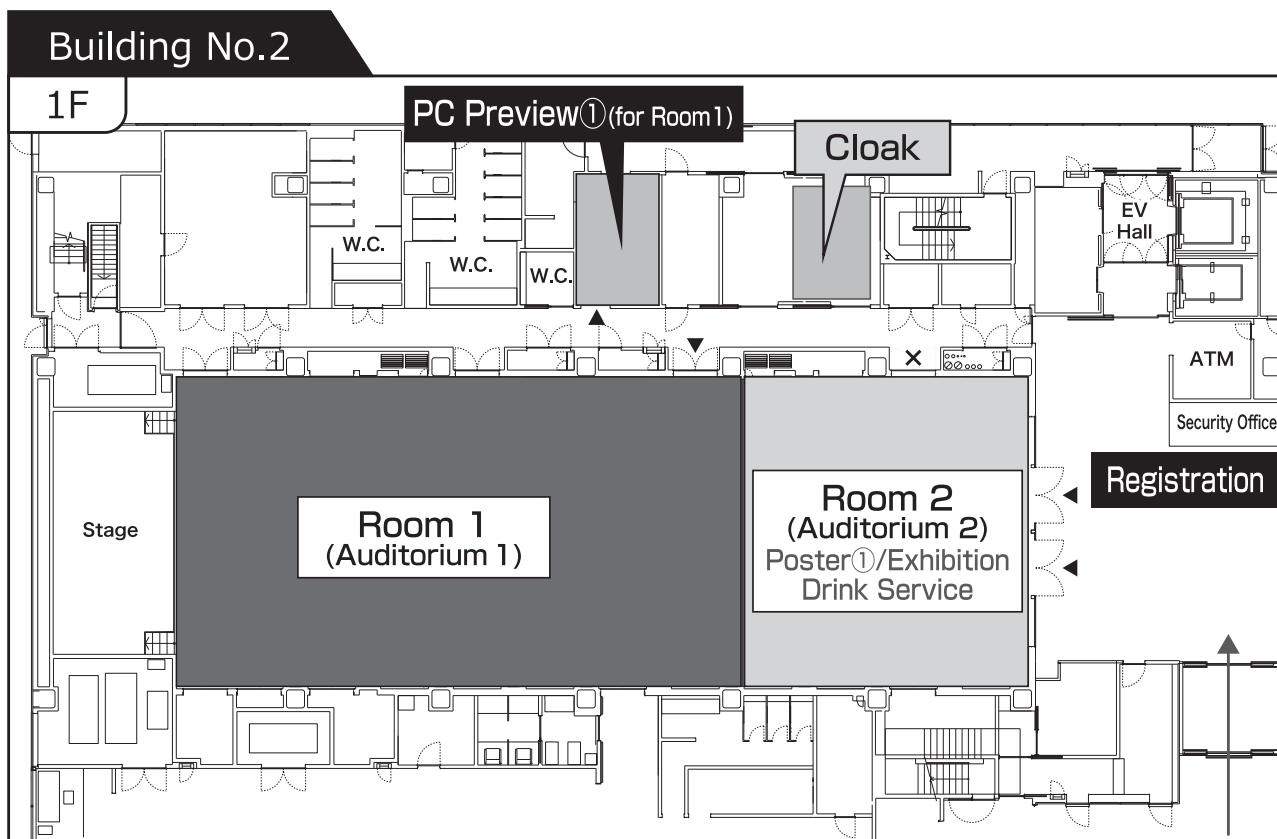 Building No.2
1F
PC Preview①(for Room1)
Cloak
W.C.
W.C.
W.C.
EV
Hall
ATM
Security Office
Registration
Stage
Room 1
(Auditorium 1)
Room 2
(Auditorium 2)
Poster①/Exhibition
Drink Service